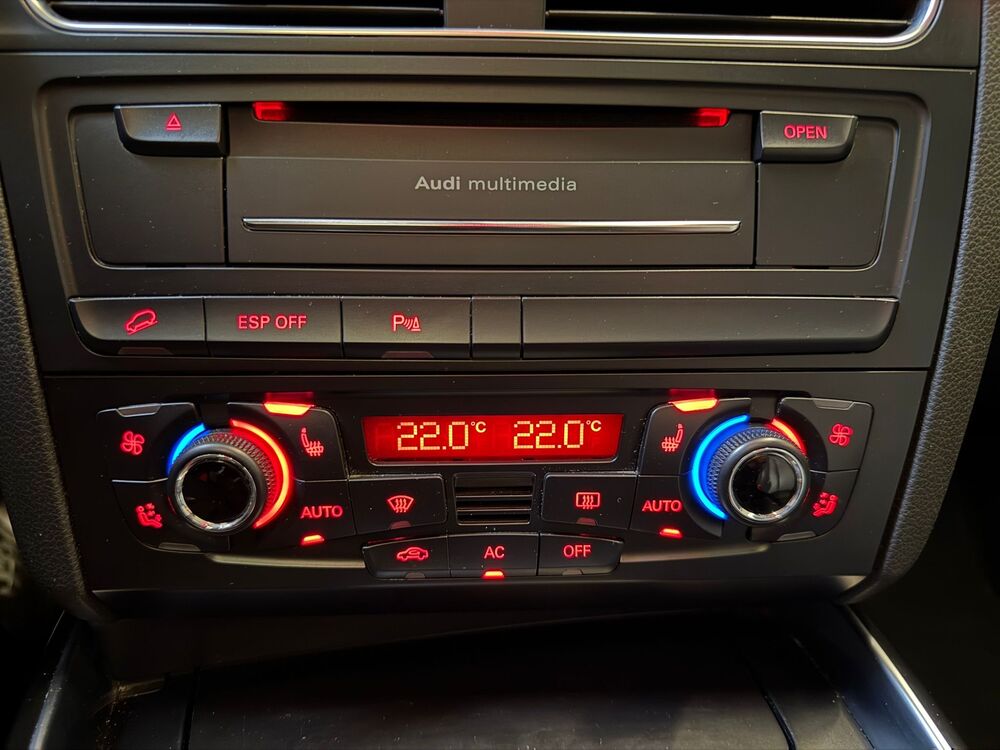 OPEN
Audi multimedia
ESP OFF
P
22.0°C 22.0°C
AUTO
AUTO
AC
OFF